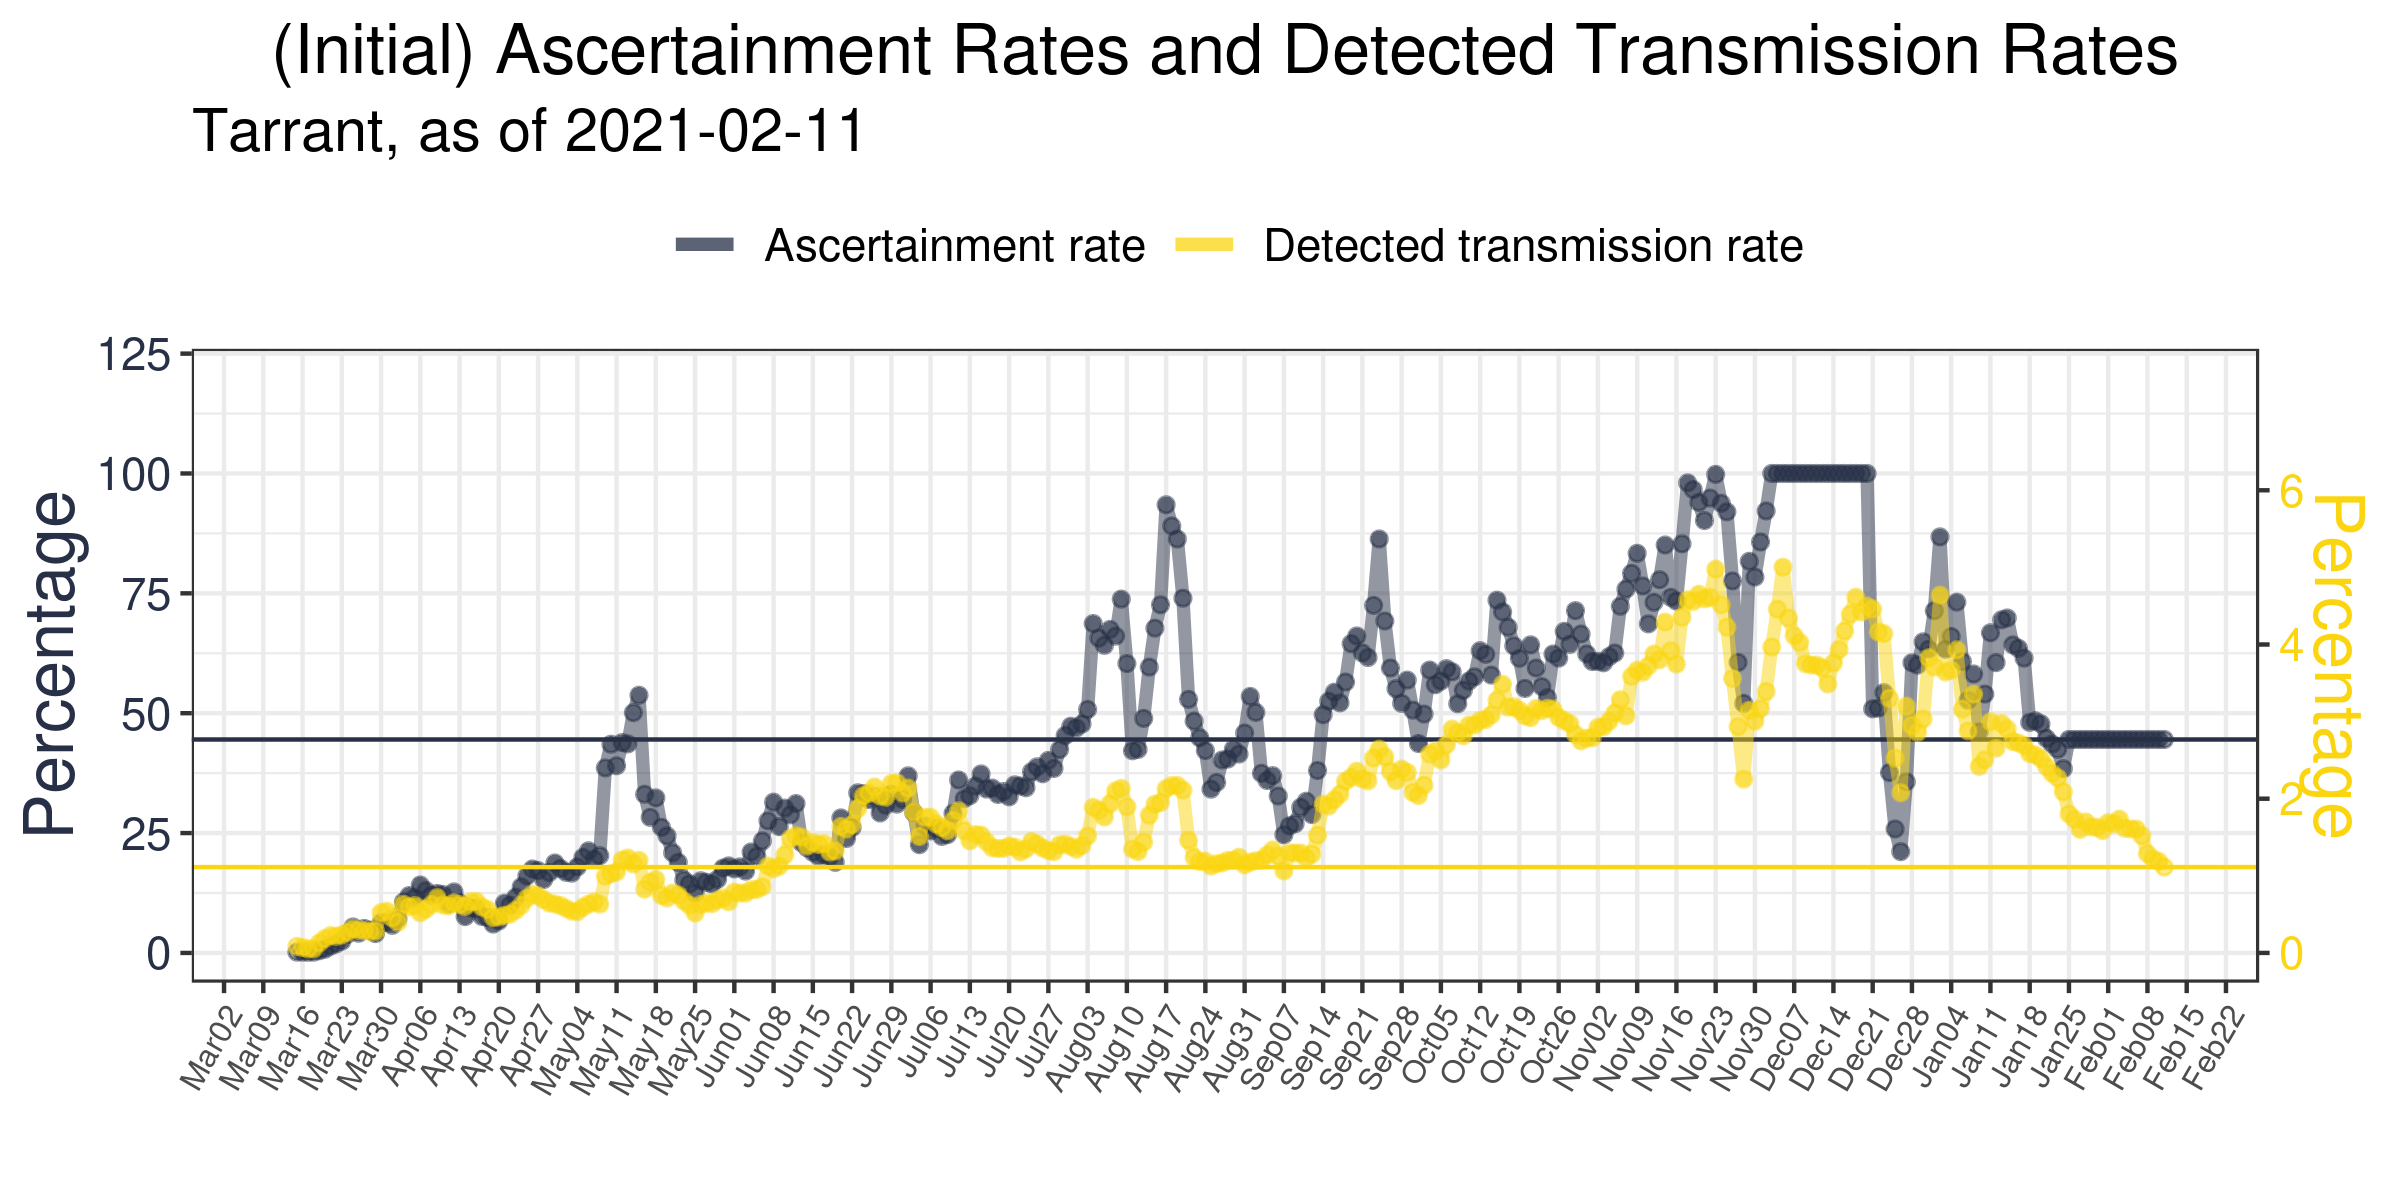 (Initial) Ascertainment Rates and Detected Transmission Rates
Tarrant, as of 2021-02-11
Ascertainment rate
Detected transmission rate
Percentage
125
100
75
50
25
0
6
4
2
0
Percentage
Mar02
Mar09
Mar16
Mar23
Mar30
Apr06
Apr13
Apr20
Apr27
May04
May11
May18
May25
Jun01
Jun08
Jun15
Jun22
Jun29
Jul06
Jul13
Jul20
Jul27
Aug03
Aug10
Aug17
Aug24
Aug31
Sep07
Sep14
Sep21
Sep28
Oct05
Oct12
Oct19
Oct26
Nov02
Nov09
Nov16
Nov23
Nov30
Dec07
Dec14
Dec21
Dec28
Jan04
Jan11
Jan18
Jan25
Feb01
Feb08
Feb15
Feb22